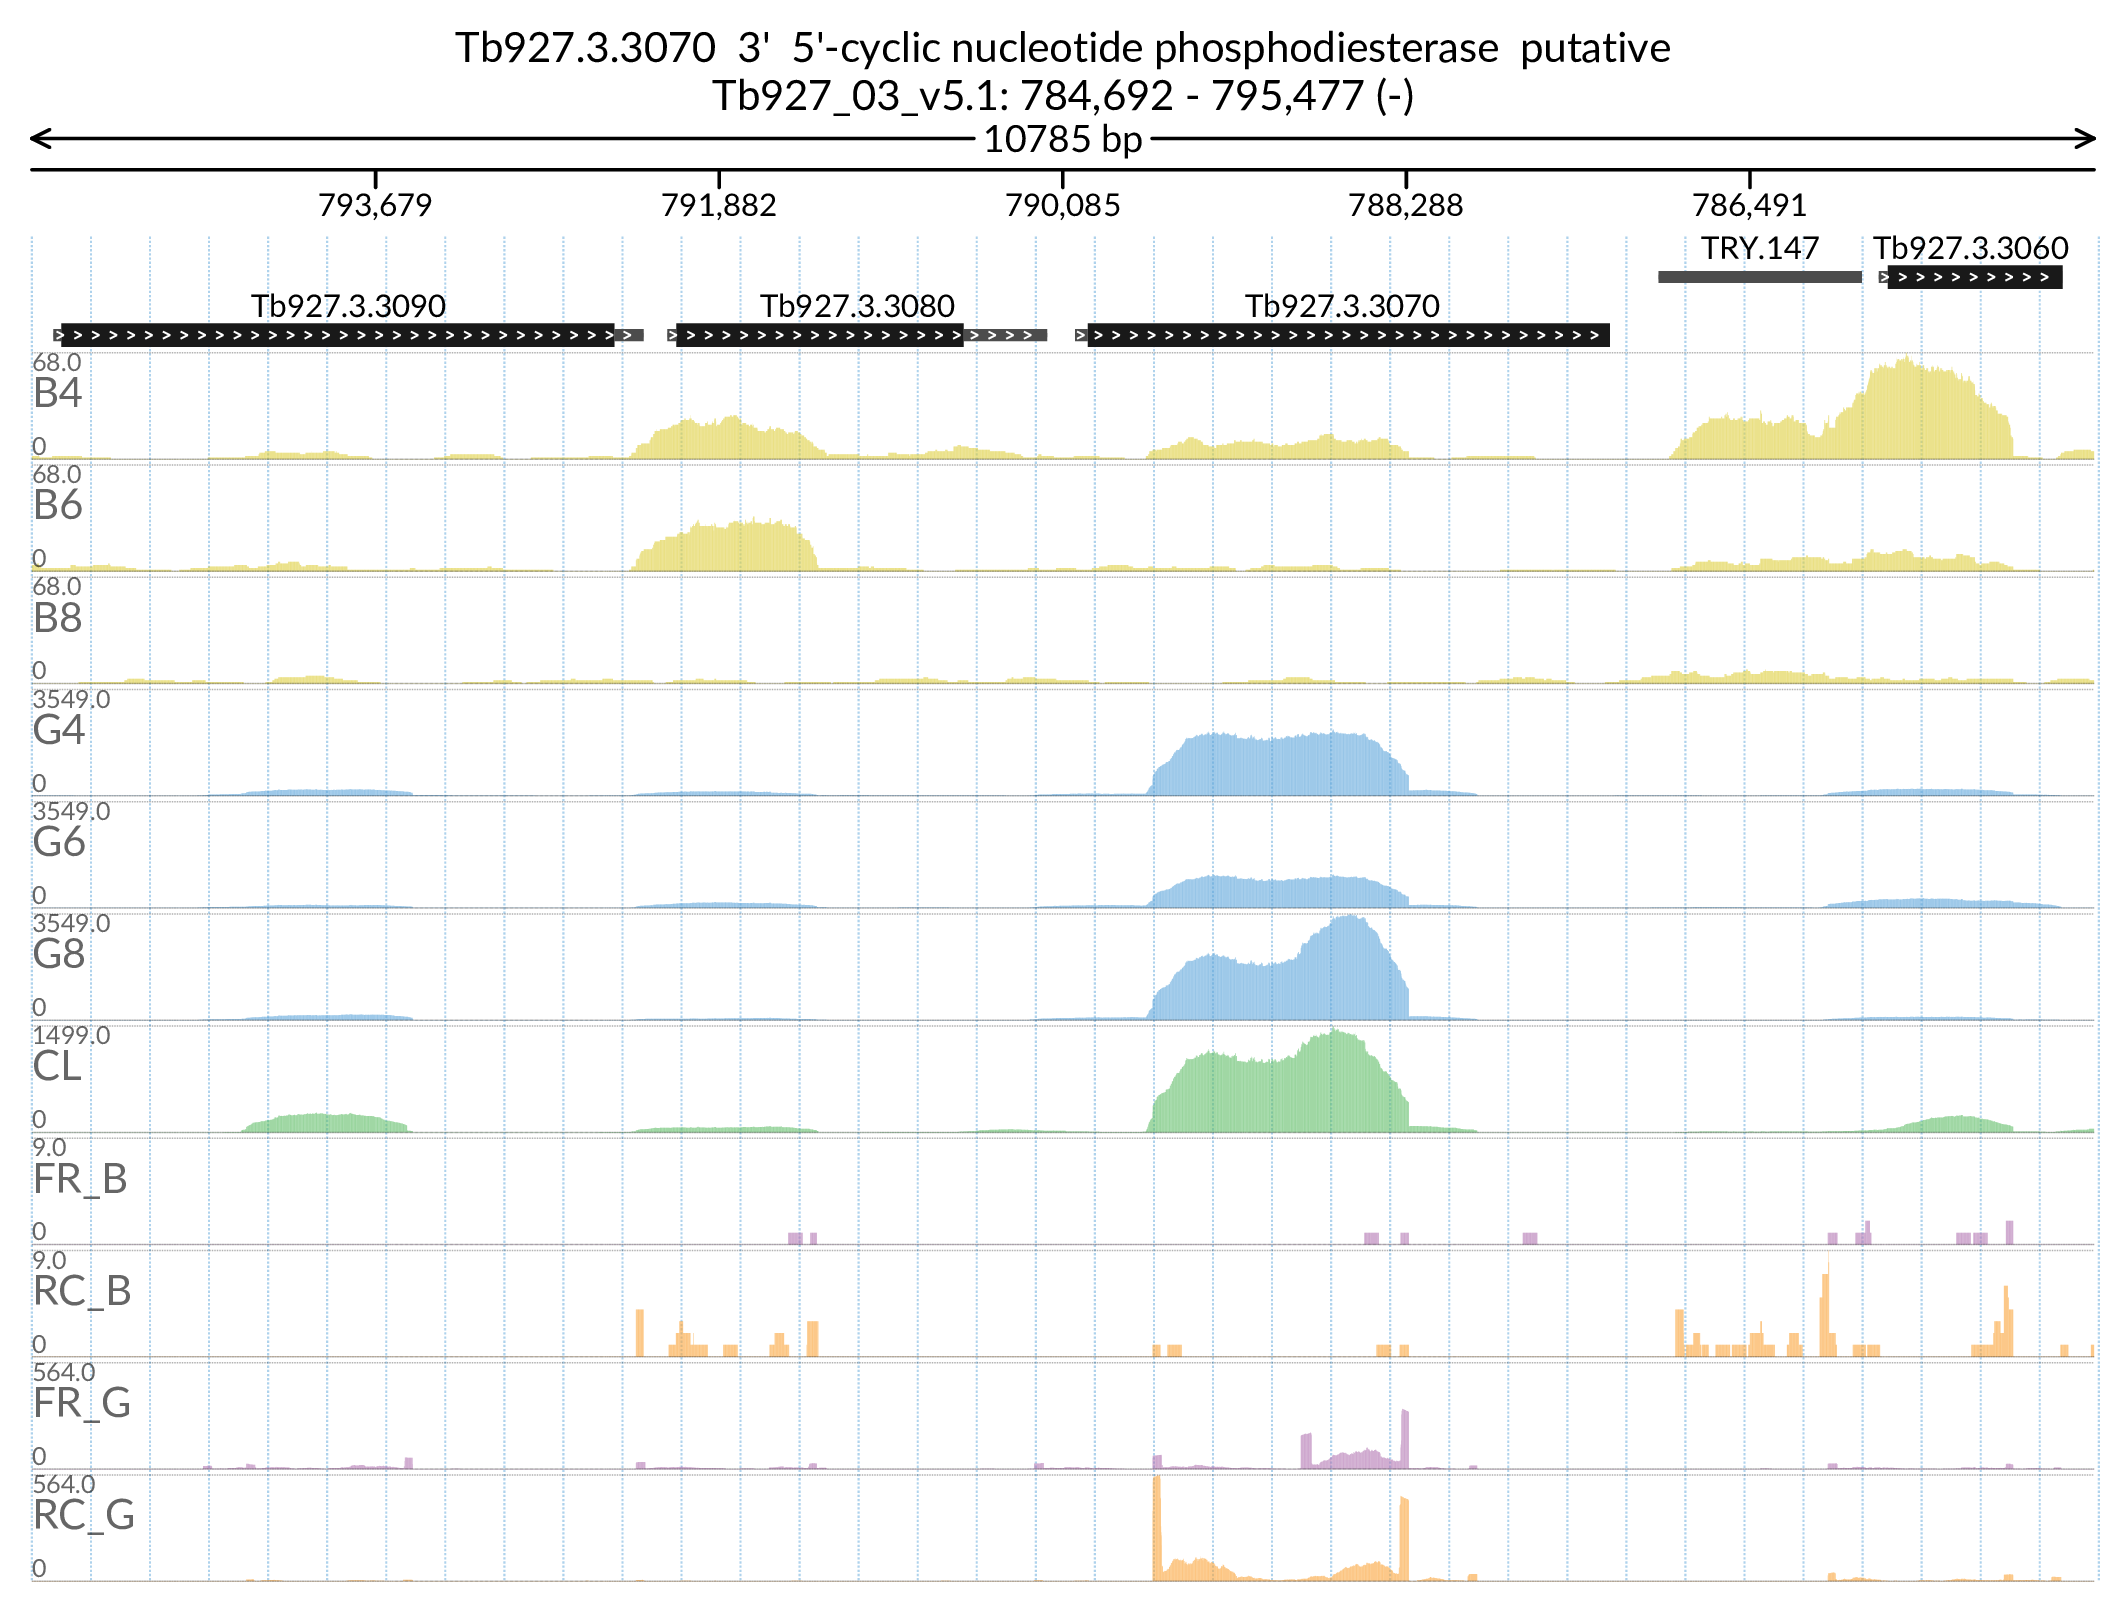 Tb927.3.3070  3'  5'-cyclic nucleotide phosphodiesterase  putative
Tb927_03_v5.1: 784,692 - 795,477 (-)
10785 bp
793,679 791,882 790,085 788,288 786,491
TRY.147 Tb927.3.3060
Tb927.3.3090 Tb927.3.3080 Tb927.3.3070
68.0
B4
0
68.0
B6
0
68.0
B8
0
3549.0
G4
0
3549.0
G6
0
3549.0
G8
0
1499.0
CL
0
9.0
FR_B
0
9.0
RC_B
0
564.0
FR_G
0
564.0
RC_G
0